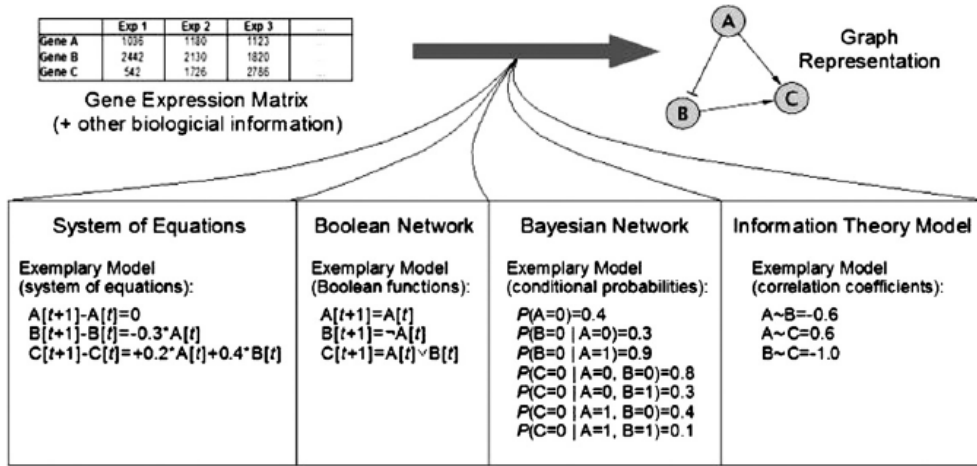 Exp 1 Exp 2 Exp 3 ...
Gene A 1036 1180 1123 ...
Gene B 2442 2130 1820 ...
Gene C 542 1726 2786 ...
Gene Expression Matrix
(+ other biologicial information)
A
B
C
Graph
Representation
System of Equations
Exemplary Model
(system of equations):
A[t+1]-A[t]=0
B[t+1]-B[t]=-0.3*A[t]
C[t+1]-C[t]=+0.2*A[t]+0.4*B[t]
Boolean Network
Exemplary Model
(Boolean functions):
A[t+1]=A[t]
B[t+1]=¬A[t]
C[t+1]=A[t]∨B[t]
Bayesian Network
Exemplary Model
(conditional probabilities):
P(A=0)=0.4
P(B=0 | A=0)=0.3
P(B=0 | A=1)=0.9
P(C=0 | A=0, B=0)=0.8
P(C=0 | A=0, B=1)=0.3
P(C=0 | A=1, B=0)=0.4
P(C=0 | A=1, B=1)=0.1
Information Theory Model
Exemplary Model
(correlation coefficients):
A~B=-0.6
A~C=0.6
B~C=-1.0